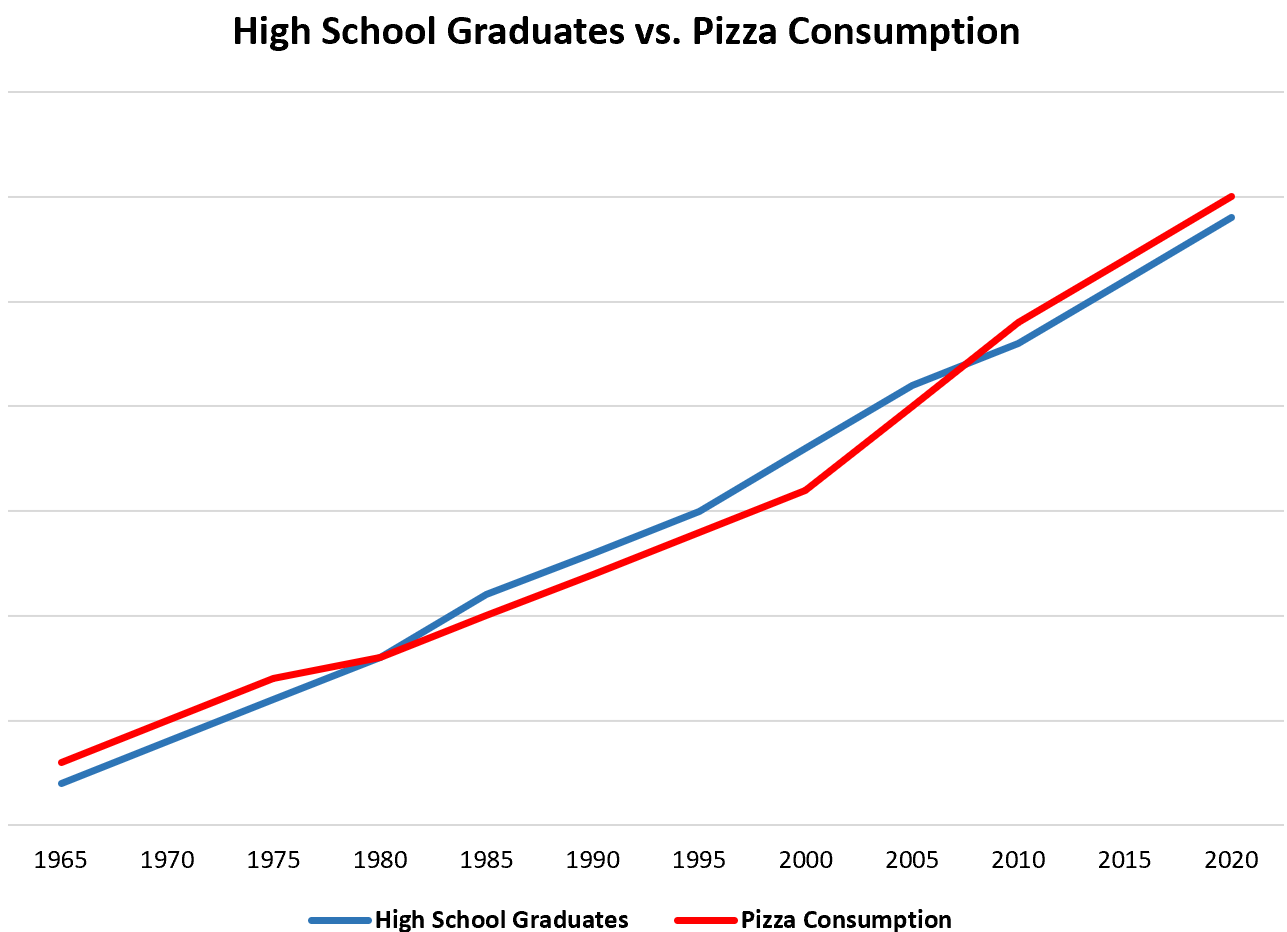 High School Graduates vs. Pizza Consumption
1965 1970 1975 1980 1985 1990 1995 2000 2005 2010 2015 2020
High School Graduates Pizza Consumption